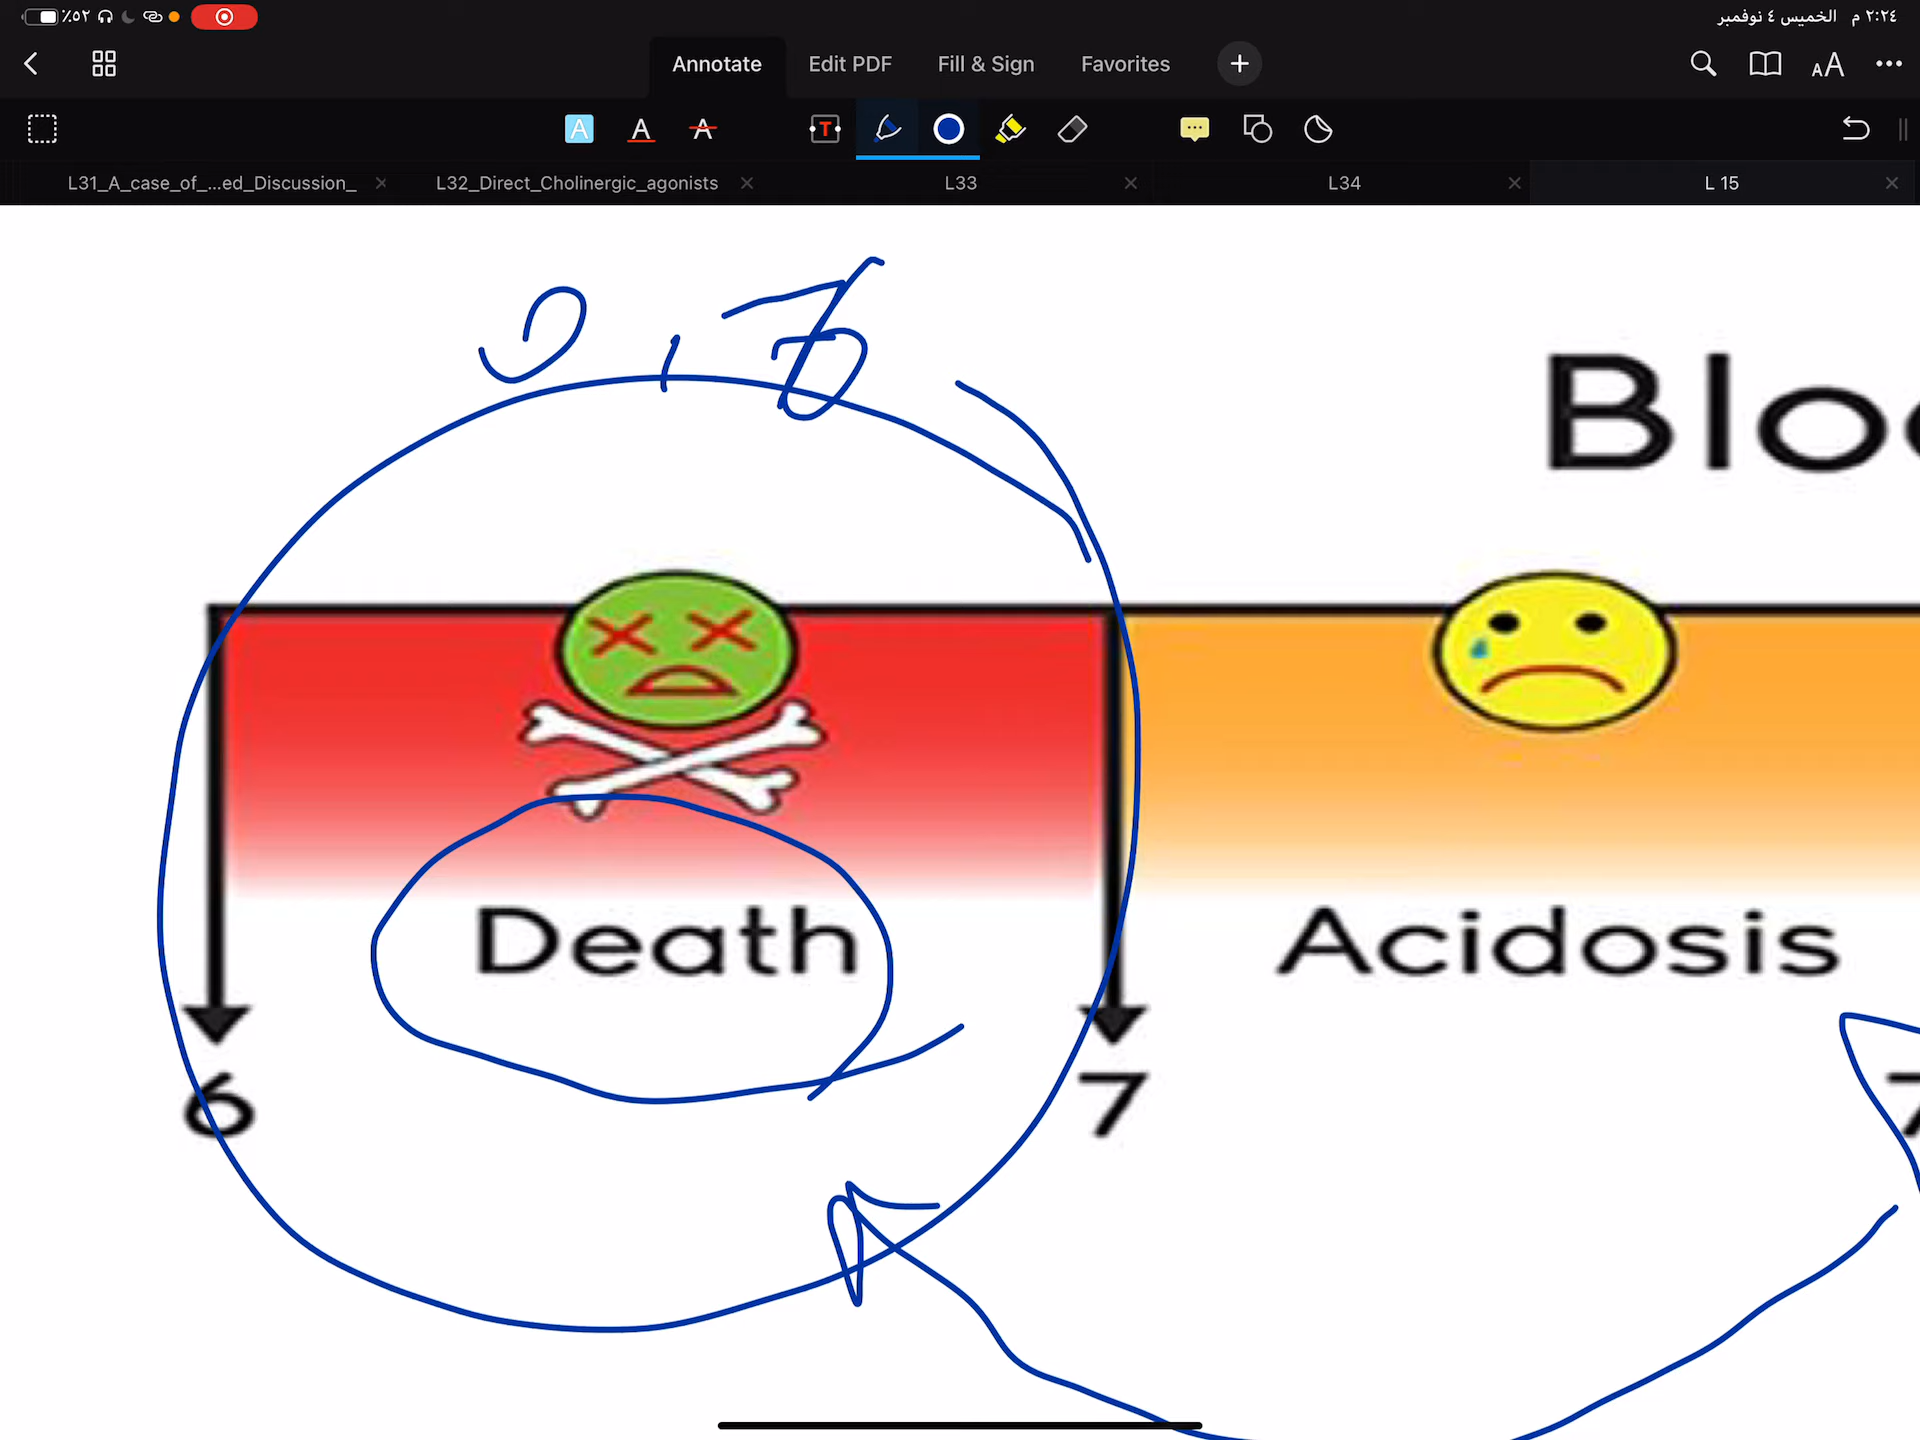 ٪٥٢
٢:٢٤ م الخميس ٤ نوفمبر
Annotate Edit PDF Fill & Sign Favorites
AA
A A A T
L31_A_case_of_...ed_Discussion_ L32_Direct_Cholinergic_agonists L33 L34 L 15
Death Acidosis
6 7